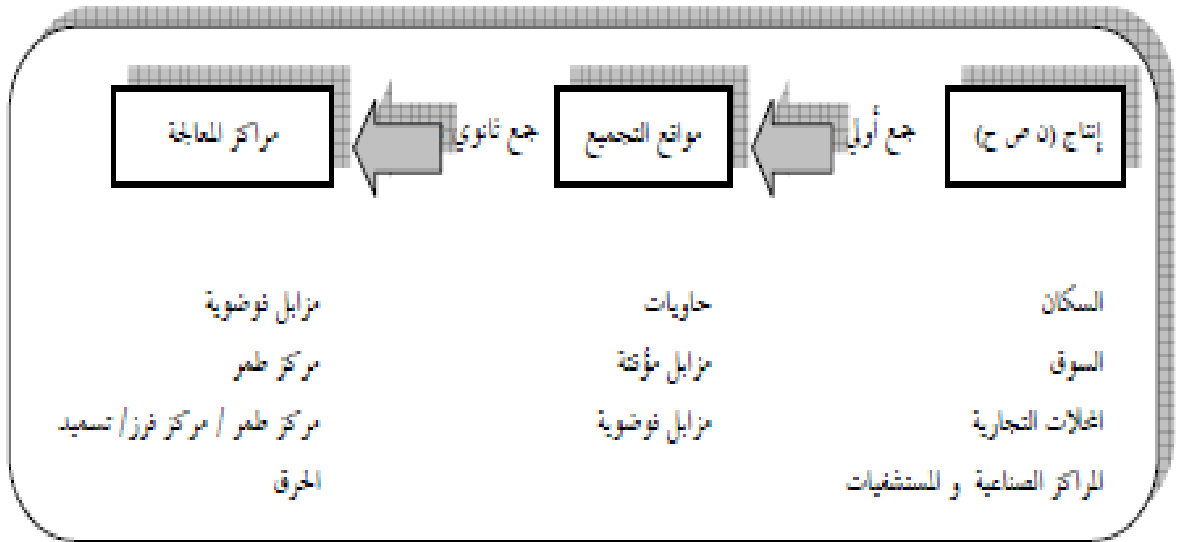 إنتاج (ن ص ح)
جمع أولي
مواقع التجميع
جمع ثانوي
مراكز المعالجة
السكان
حاويات
مزابل فوضوية
السوق
مزابل مؤقتة
مركز طمر
المحلات التجارية
مزابل فوضوية
مركز طمر / مركز فرز/ تسميد
المراكز الصناعية و المستشفيات
الحرق